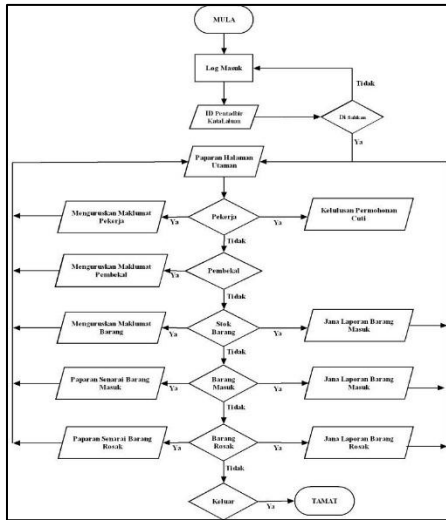 MULA
Log Masuk
Tidak
ID Pentadbir
KataLaluan
Di Sahkan
Ya
Paparan Halaman
Utaman
Menguruskan Maklumat
Pekerja
Ya
Pekerja
Ya
Kelulusan Permohonan
Cuti
Tidak
Menguruskan Maklumat
Pembekal
Ya
Pembekal
Tidak
Menguruskan Maklumat
Barang
Ya
Stok
Barang
Ya
Jana Laporan Barang
Masuk
Tidak
Paparan Senarai Barang
Masuk
Ya
Barang
Masuk
Ya
Jana Laporan Barang
Masuk
Tidak
Paparan Senarai Barang
Rosak
Ya
Barang
Rosak
Ya
Jana Laporan Barang
Rosak
Tidak
Keluar
Ya
TAMAT